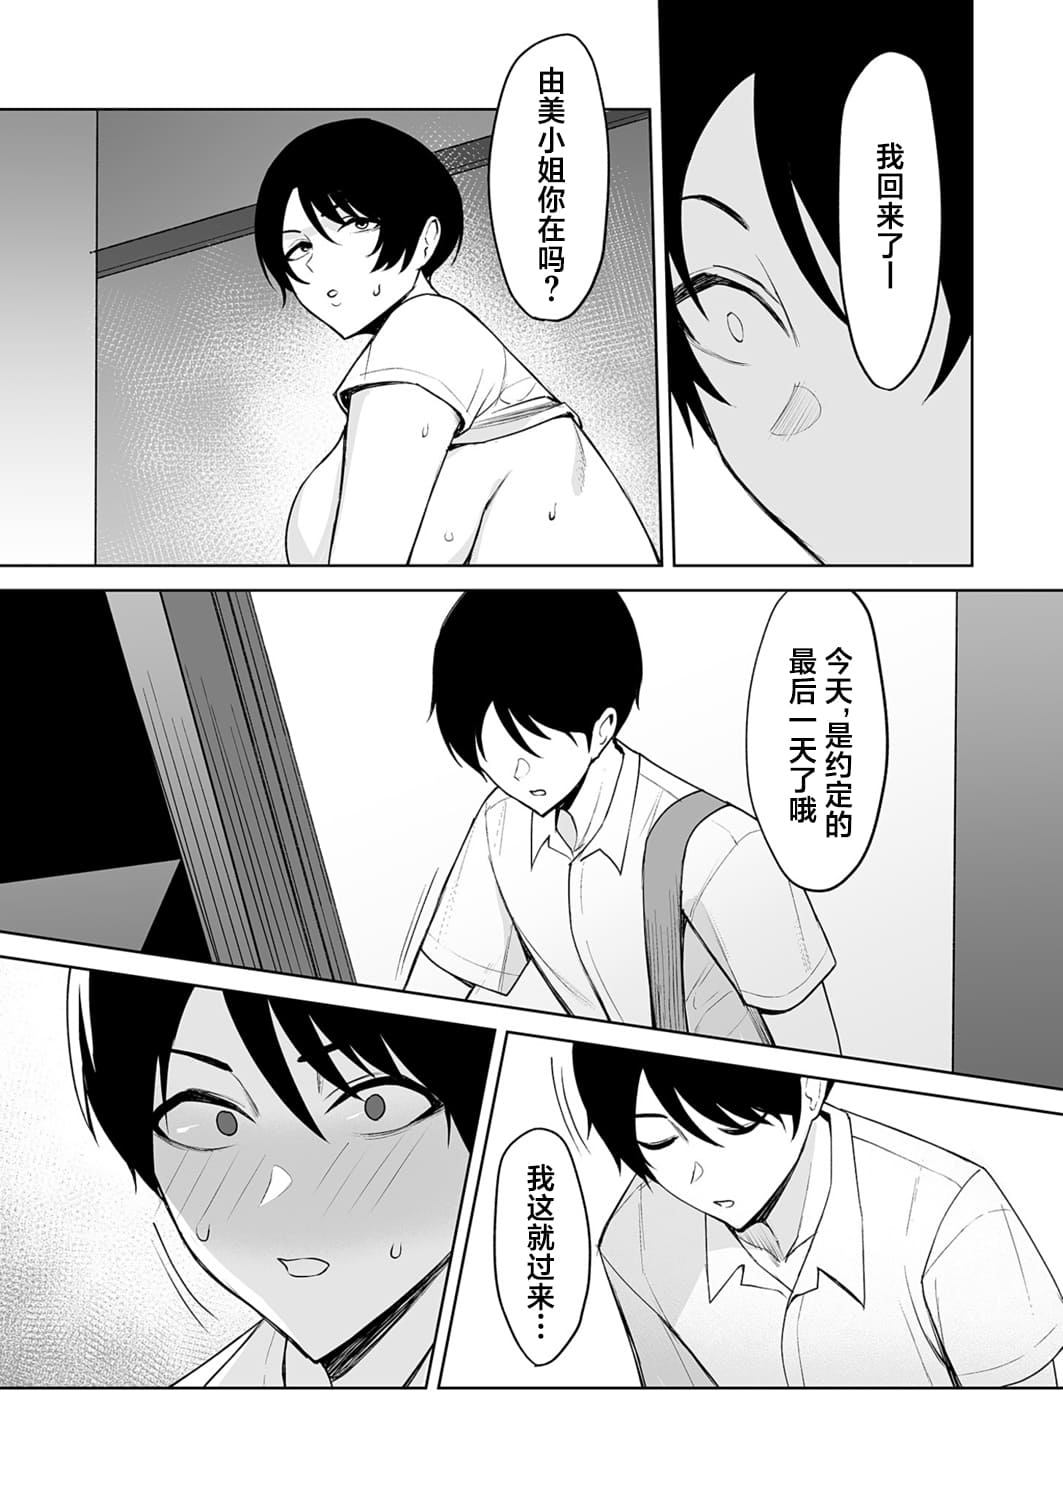 我回来了ー
由美小姐你在吗？
今天，是约定的
最后一天了哦
我这就过来…